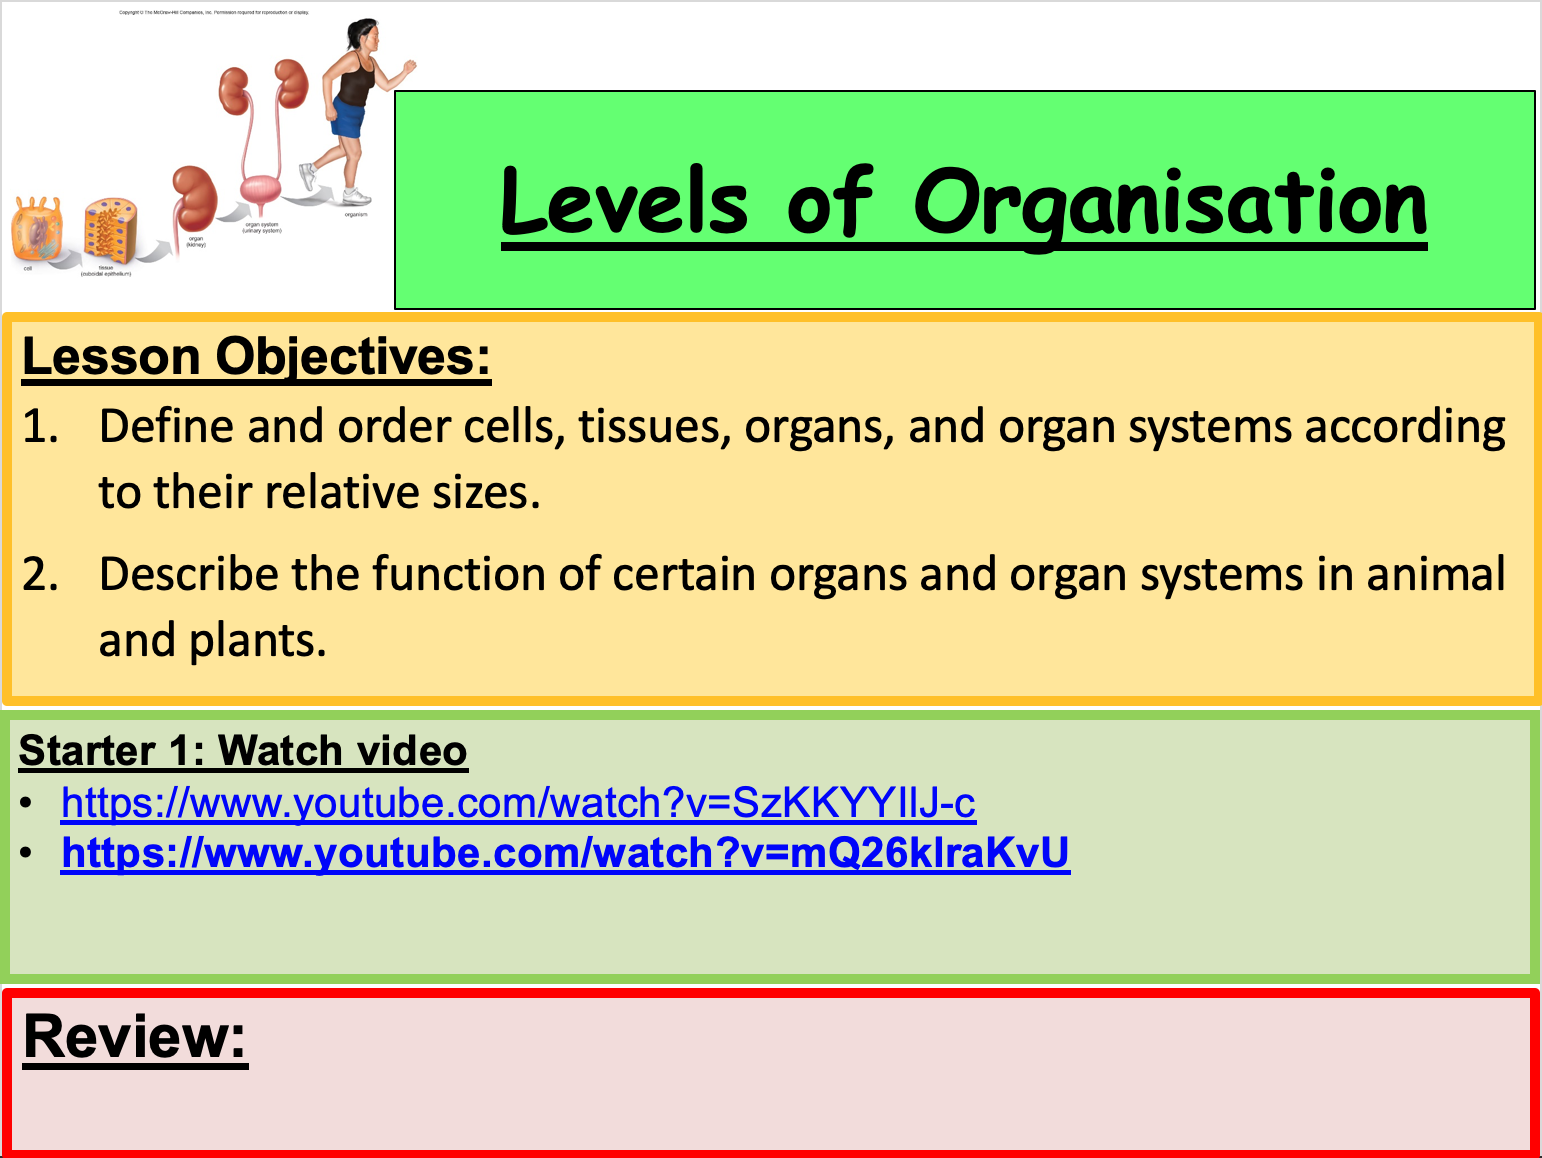 Copyright © The McGraw-Hill Companies, Inc. Permission required for reproduction or display.
cell
tissue
(cuboidal epithelium)
organ
(kidney)
organ system
(urinary system)
organism
Levels of Organisation
Lesson Objectives:
1. Define and order cells, tissues, organs, and organ systems according
to their relative sizes.
2. Describe the function of certain organs and organ systems in animal
and plants.
Starter 1: Watch video
• https://www.youtube.com/watch?v=SzKKYYIlJ-c
• https://www.youtube.com/watch?v=mQ26klraKvU
Review: